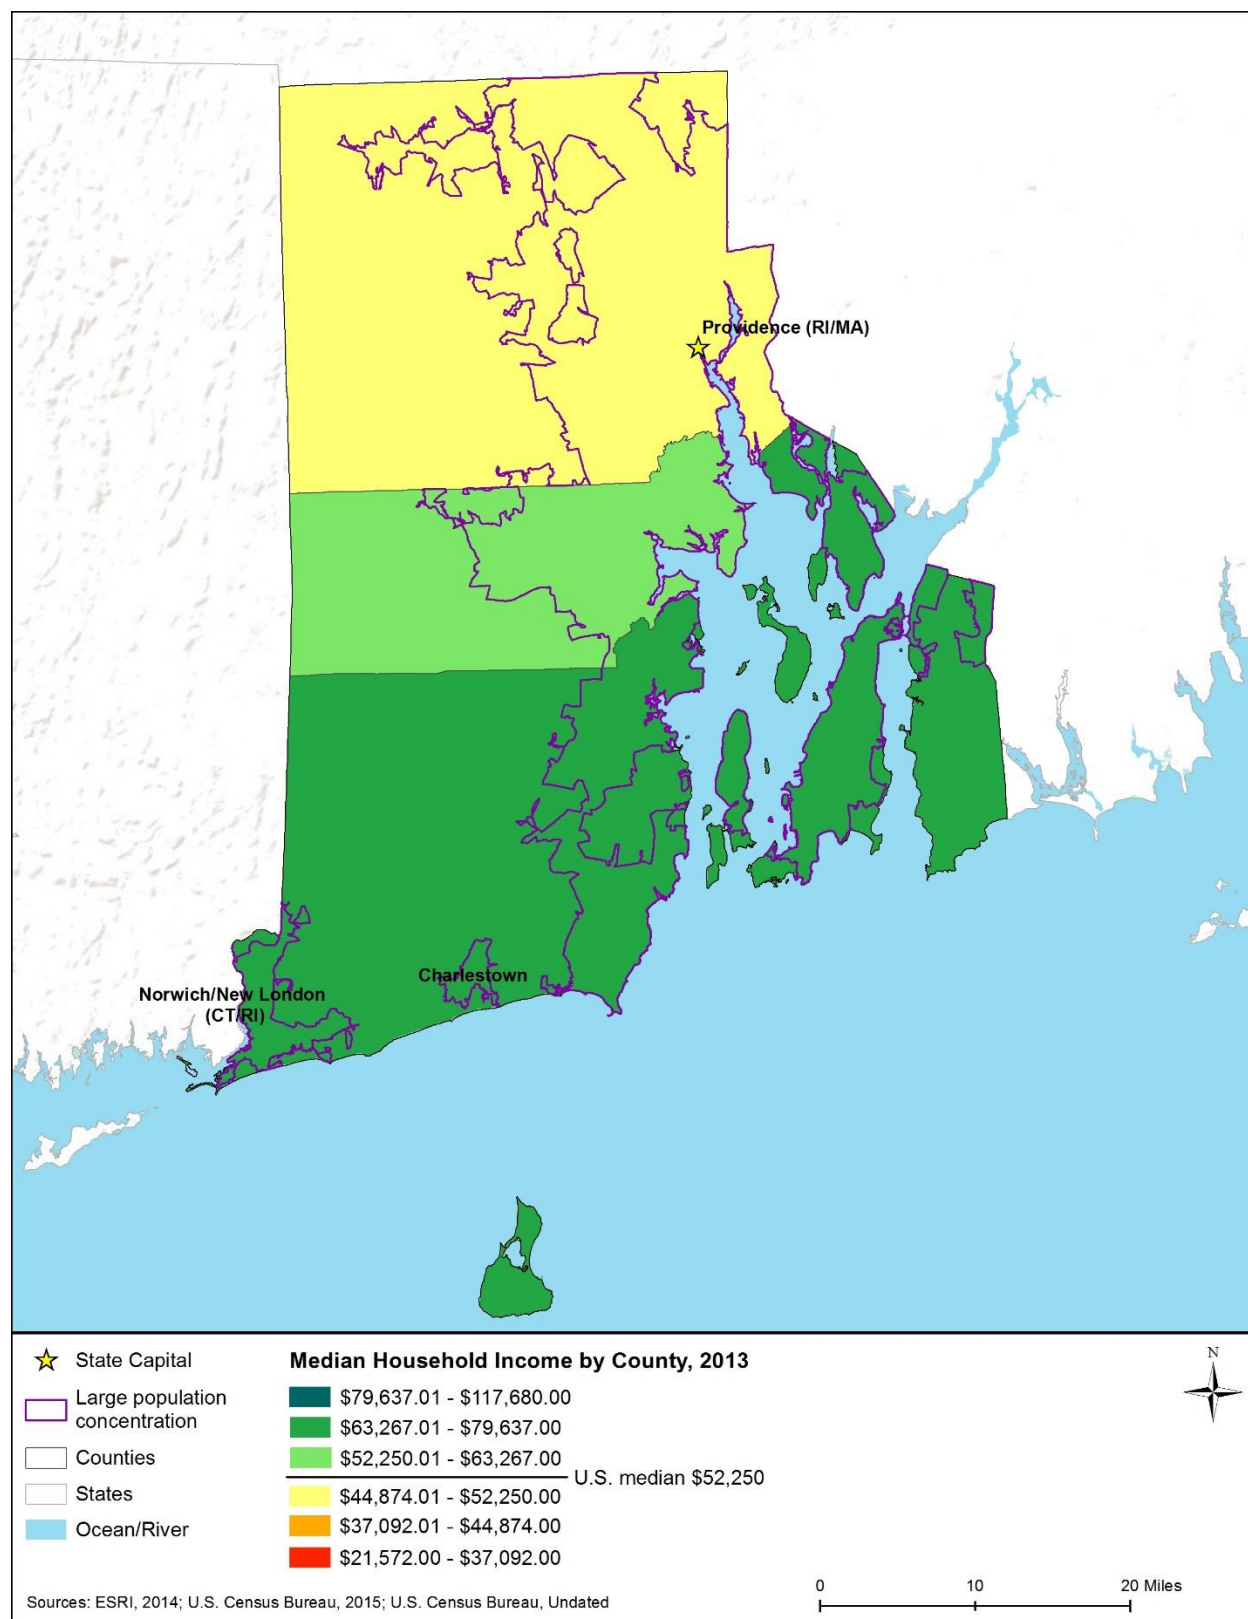 Providence (RI/MA)
Charlestown
Norwich/New London
(CT/RI)
State Capital
Large population
concentration
Counties
States
Ocean/River
Median Household Income by County, 2013
$79,637.01 - $117,680.00
$63,267.01 - $79,637.00
$52,250.01 - $63,267.00
U.S. median $52,250
$44,874.01 - $52,250.00
$37,092.01 - $44,874.00
$21,572.00 - $37,092.00
N
0 10 20 Miles
Sources: ESRI, 2014; U.S. Census Bureau, 2015; U.S. Census Bureau, Undated